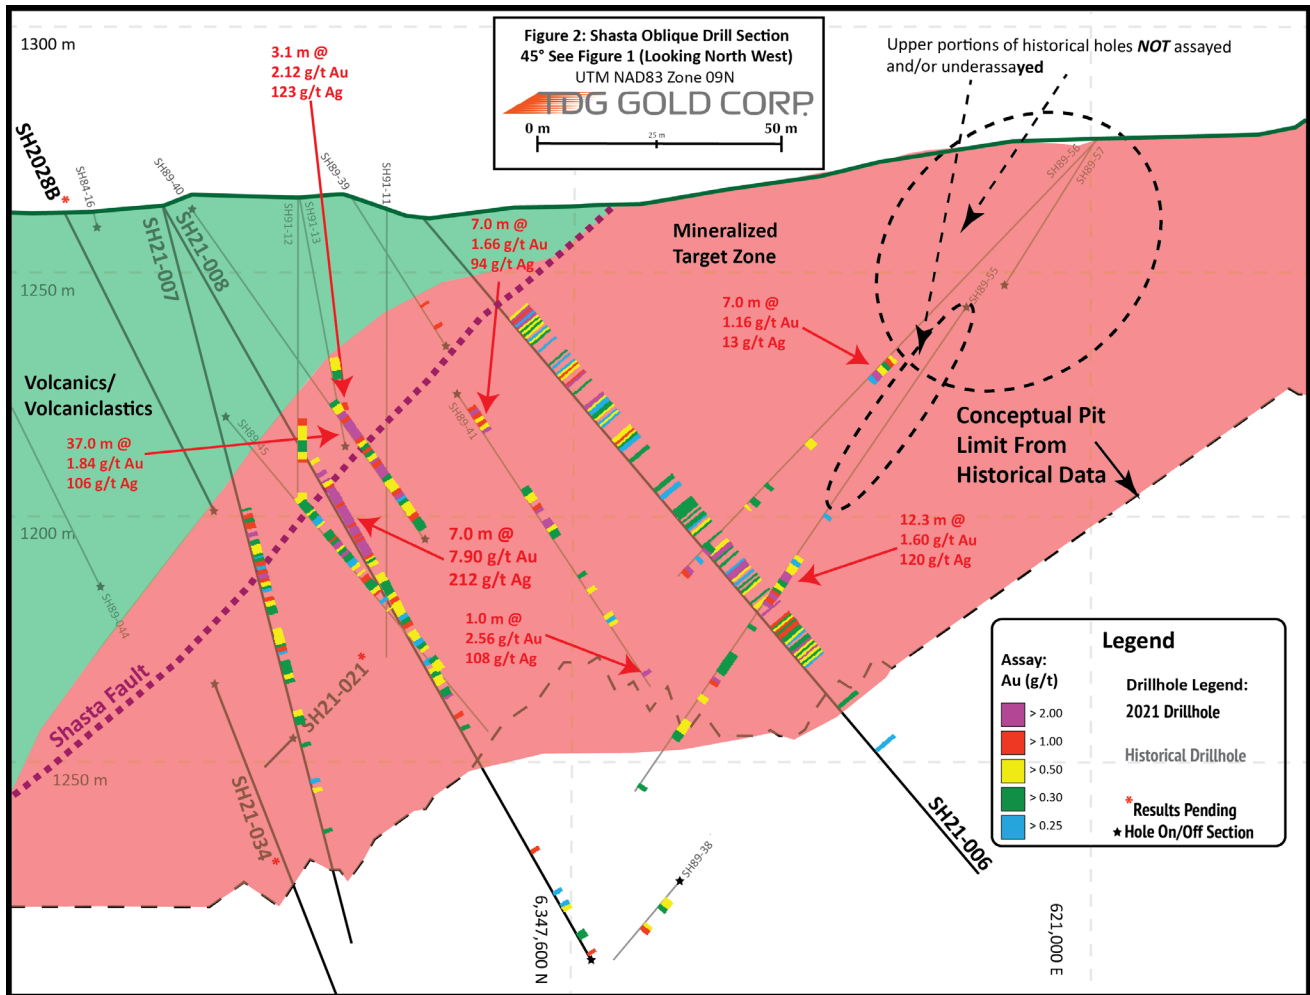 1300 m
Figure 2: Shasta Oblique Drill Section
45° See Figure 1 (Looking North West)
UTM NAD83 Zone 09N
TDG GOLD CORP.
0 m
25 m
50 m
Upper portions of historical holes NOT assayed
and/or underassayed
3.1 m @
2.12 g/t Au
123 g/t Ag
SH2028B*
SH84-16
SH89-40
SH89-39
SH91-11
SH91-12
SH91-13
SH21-007
SH21-008
SH89-56
SH89-57
7.0 m @
1.66 g/t Au
94 g/t Ag
Mineralized
Target Zone
1250 m
SH89-55
7.0 m @
1.16 g/t Au
13 g/t Ag
Volcanics/
Volcaniclastics
37.0 m @
1.84 g/t Au
106 g/t Ag
SH89-45
SH89-41
Conceptual Pit
Limit From
Historical Data
1200 m
7.0 m @
7.90 g/t Au
212 g/t Ag
12.3 m @
1.60 g/t Au
120 g/t Ag
SH89-044
1.0 m @
2.56 g/t Au
108 g/t Ag
Shasta Fault
SH21-021*
1250 m
SH21-034*
SH21-006
SH89-38
6,347,600 N
621,000 E
Legend
Assay:
Au (g/t)
> 2.00
> 1.00
> 0.50
> 0.30
> 0.25
Drillhole Legend:
2021 Drillhole
Historical Drillhole
*Results Pending
★ Hole On/Off Section